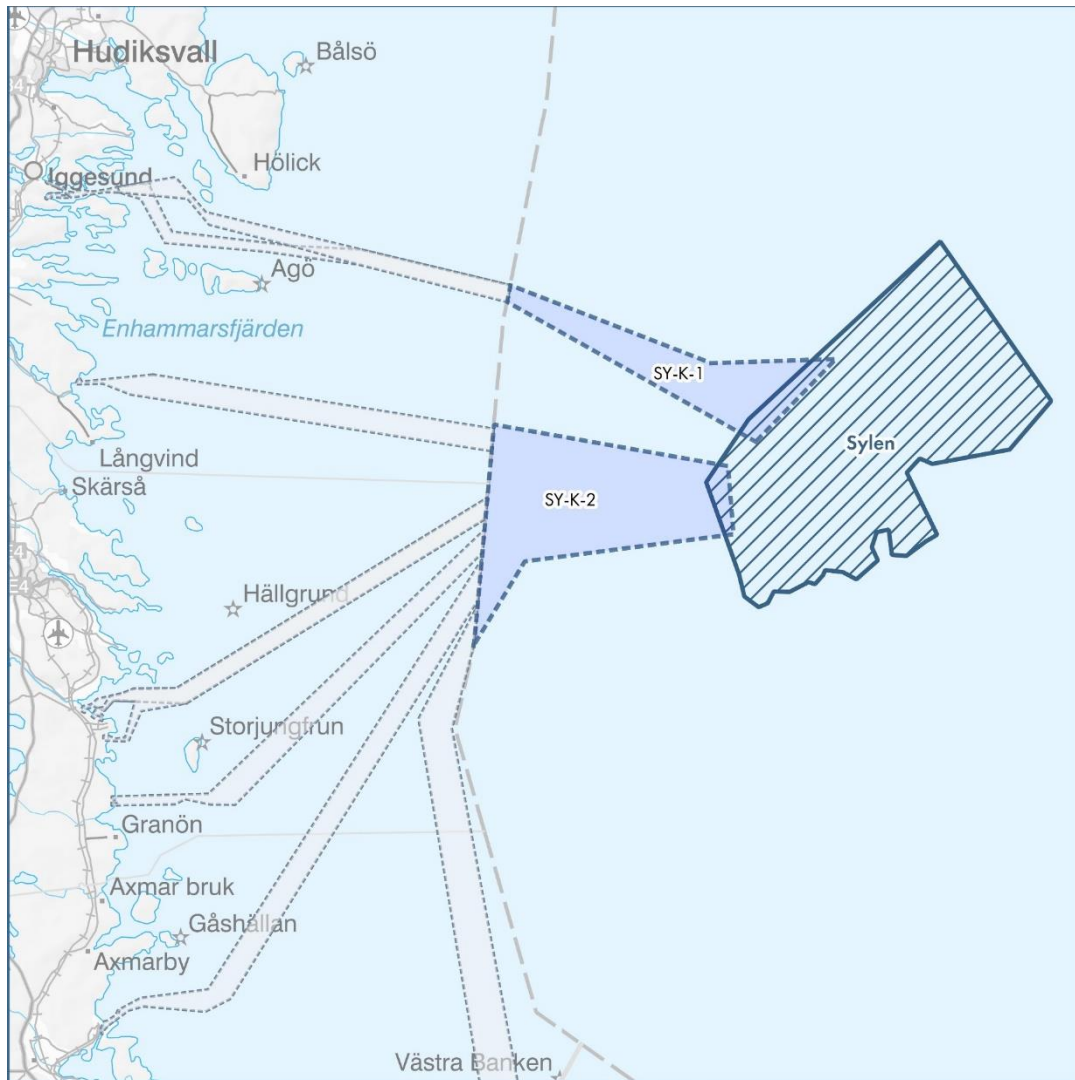 Hudiksvall
Bålsö
Hölick
Iggesund
Agö
Enhammarsfjärden
SY-K-1
Sylen
Långvind
Skärså
SY-K-2
Hällgrund
Storjungfrun
Granön
Axmar bruk
Gåshällan
Axmarby
Västra Banken